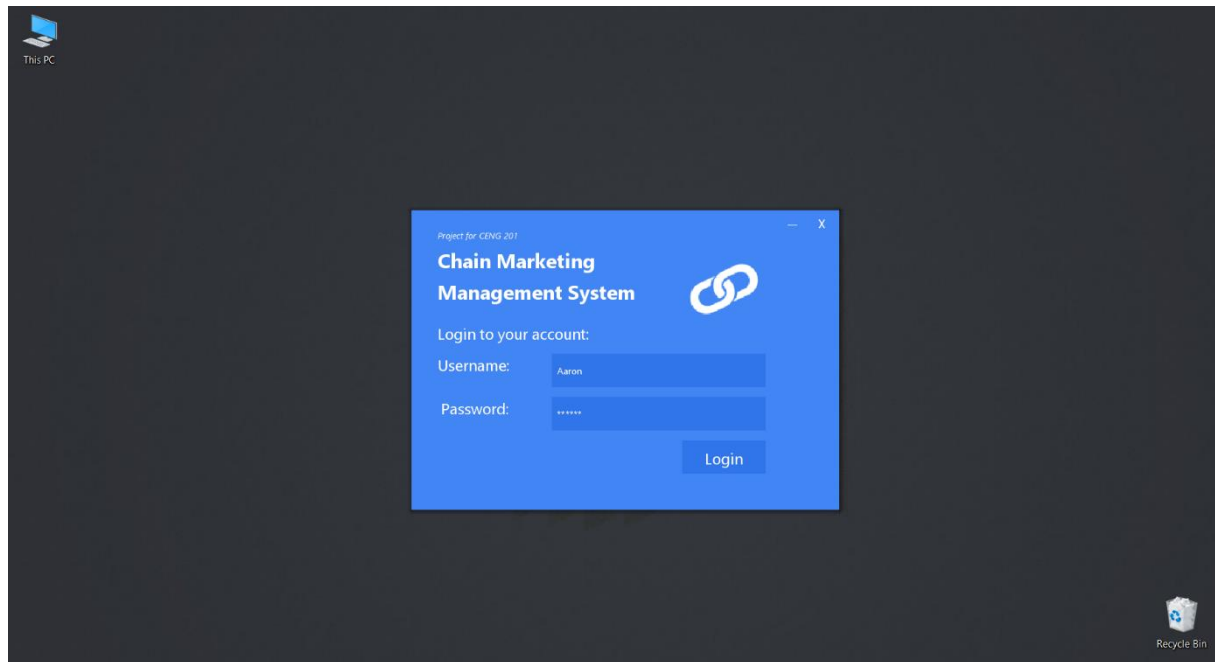 This PC
— X
Project for CENG 201
Chain Marketing
Management System
Login to your account:
Username: Aaron
Password: ••••••
Login
Recycle Bin